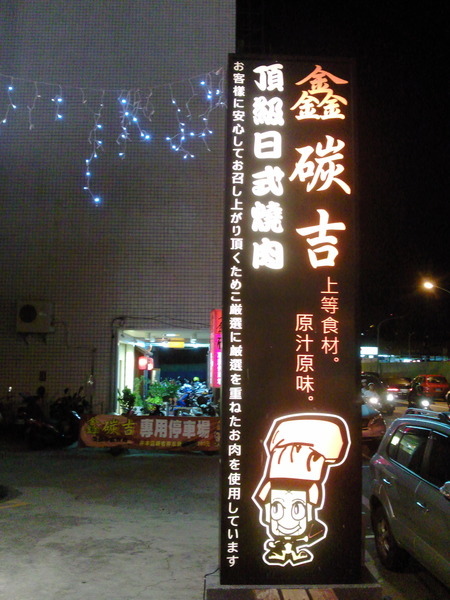 鑫碳吉
頂級日式燒肉
お客様に安心してお召し上がり頂くためこ厳選に厳選を重ねたお肉を使用しています
上等食材。
原汁原味。
碳吉 專用停車場